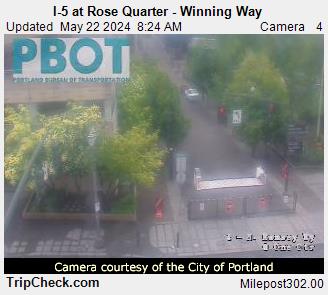 I-5 at Rose Quarter - Winning Way
Updated May 22 2024 8:24 AM Camera 4
PBOT
PORTLAND BUREAU OF TRANSPORTATION
Camera courtesy of the City of Portland
TripCheck.com Milepost302.00